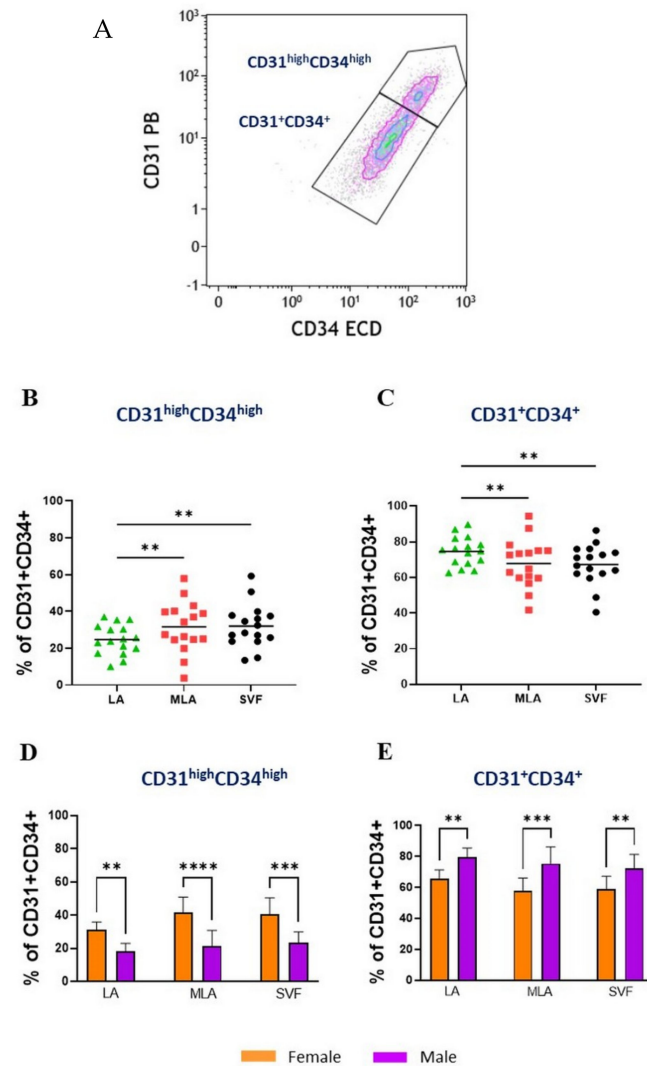 A
10³
10²
10¹
1
0
-1
CD31 PB
CD31ʰⁱᵍʰCD34ʰⁱᵍʰ
CD31⁺CD34⁺
0
10⁰
10¹
10²
10³
CD34 ECD
B
CD31ʰⁱᵍʰCD34ʰⁱᵍʰ
**
**
100
80
60
40
20
0
% of CD31+CD34+
LA
MLA
SVF
C
CD31⁺CD34⁺
**
**
100
80
60
40
20
0
% of CD31+CD34+
LA
MLA
SVF
D
CD31ʰⁱᵍʰCD34ʰⁱᵍʰ
100
80
60
40
20
0
% of CD31+CD34+
**
****
***
LA
MLA
SVF
E
CD31⁺CD34⁺
100
80
60
40
20
0
% of CD31+CD34+
**
***
**
LA
MLA
SVF
Female
Male